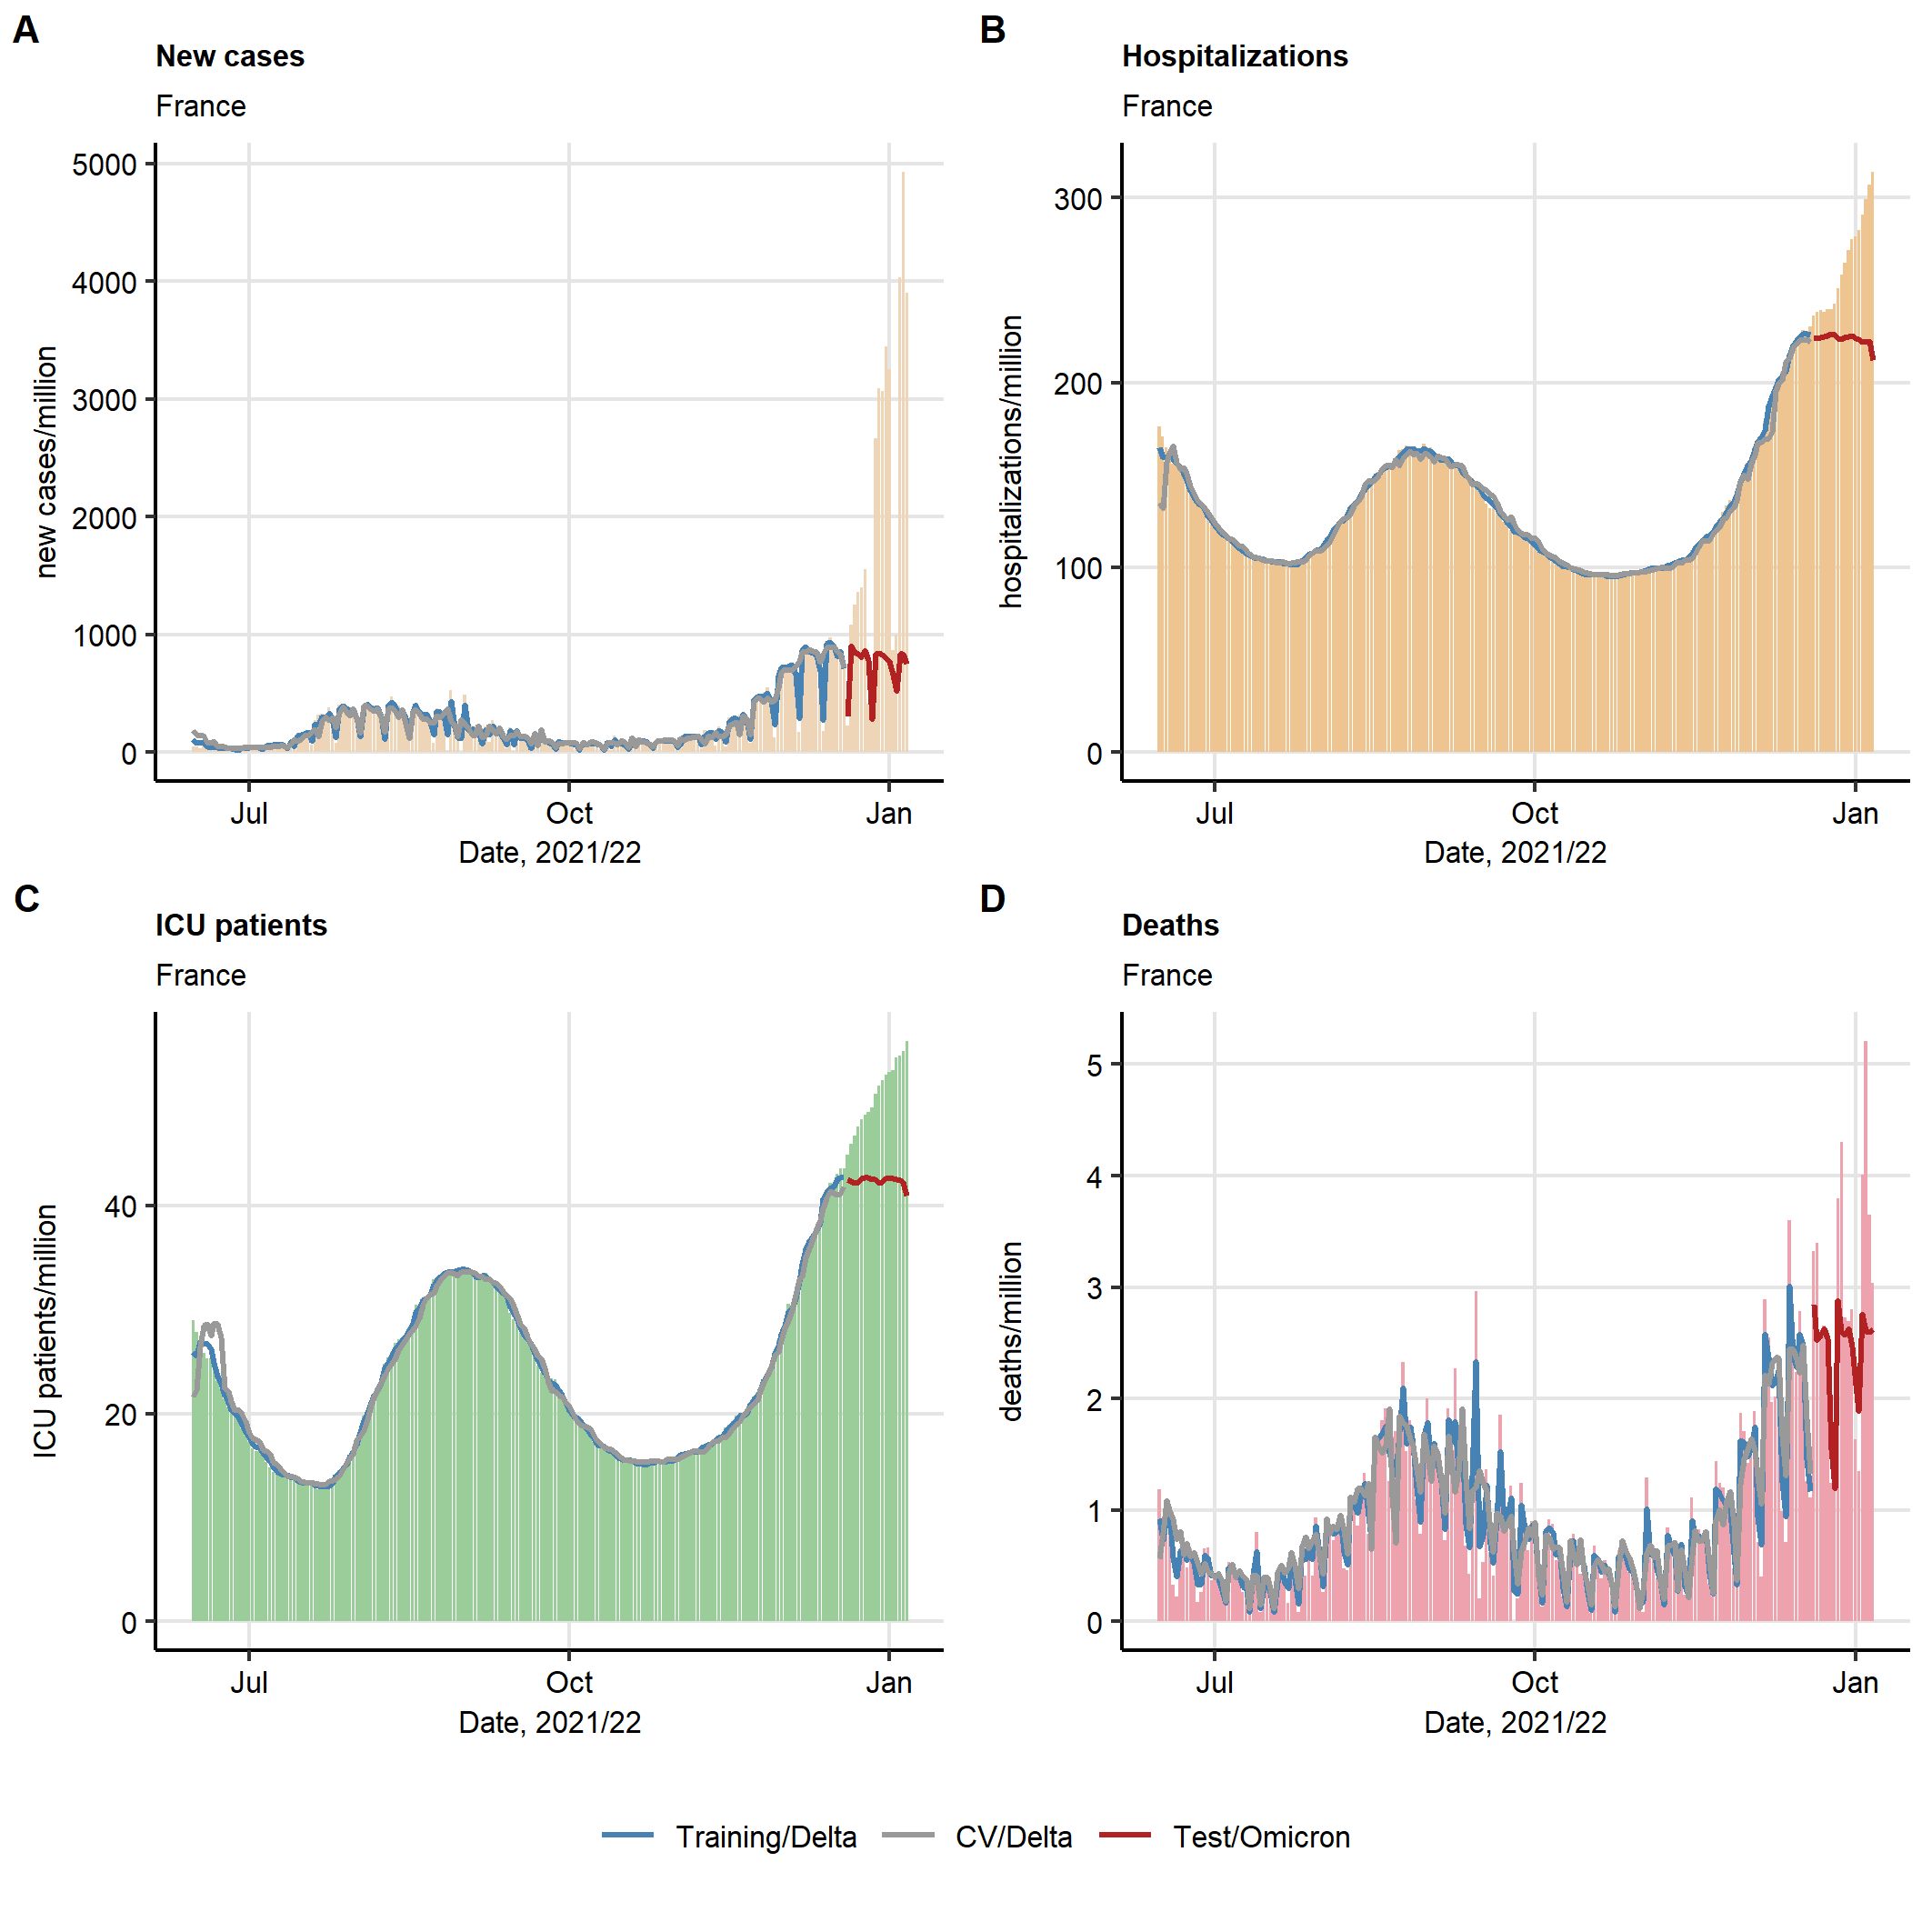 A
New cases
France
5000
4000
3000
2000
1000
0
new cases/million
Jul
Oct
Jan
Date, 2021/22
B
Hospitalizations
France
300
200
100
0
hospitalizations/million
Jul
Oct
Jan
Date, 2021/22
C
ICU patients
France
40
20
0
ICU patients/million
Jul
Oct
Jan
Date, 2021/22
D
Deaths
France
5
4
3
2
1
0
deaths/million
Jul
Oct
Jan
Date, 2021/22
Training/Delta
CV/Delta
Test/Omicron